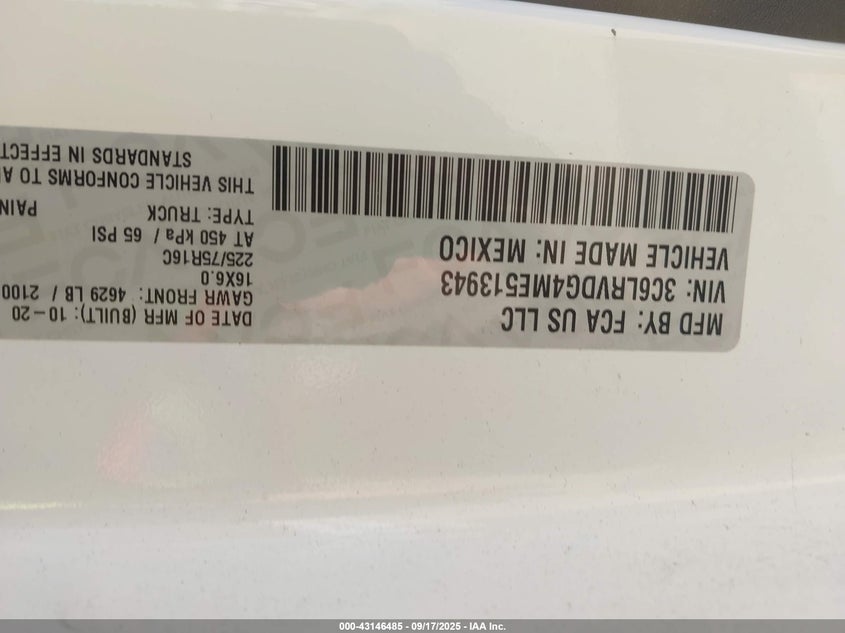 MFD BY: FCA US LLC
VIN: 3C6LRVDG4ME513943
VEHICLE MADE IN: MEXICO
DATE OF MFR (BUILT): 10-20
GAWR FRONT: 4629 LB / 2100
16X6.0
225/75R16C
AT 450 kPa / 65 PSI
TYPE: TRUCK
PAIN
THIS VEHICLE CONFORMS TO A
STANDARDS IN EFFECT
000-43146485 - 09/17/2025 - IAA Inc.